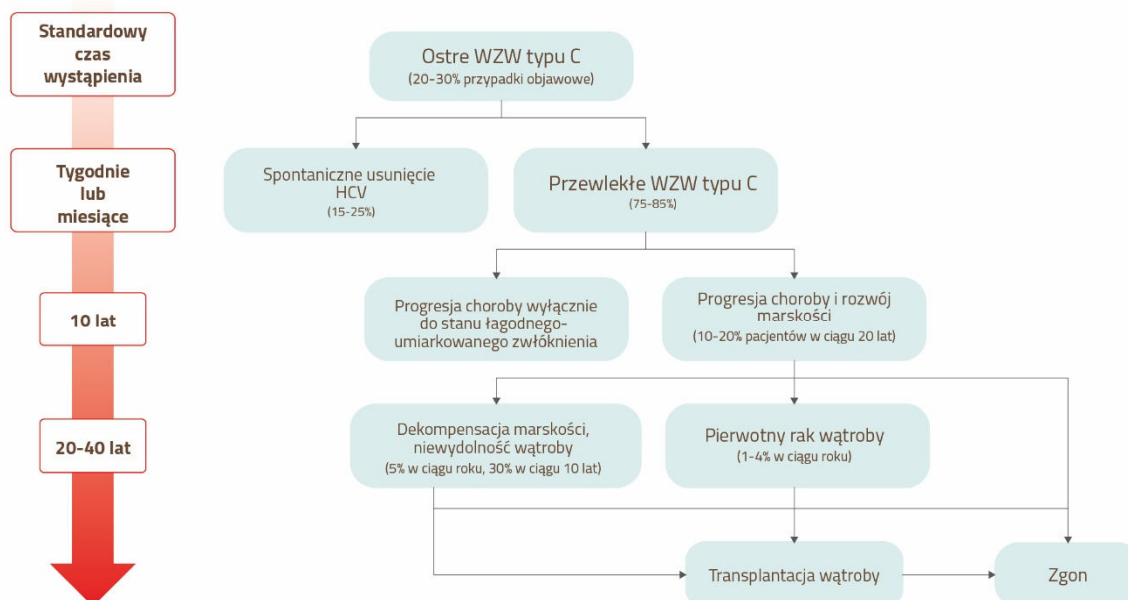 Standardowy
czas
wystąpienia
Ostre WZW typu C
(20-30% przypadki objawowe)
Tygodnie
lub
miesiące
Spontaniczne usunięcie
HCV
(15-25%)
Przewlekłe WZW typu C
(75-85%)
10 lat
Progresja choroby wyłącznie
do stanu łagodnego-
umiarkowanego zwłóknienia
Progresja choroby i rozwój
marskości
(10-20% pacjentów w ciągu 20 lat)
20-40 lat
Dekompensacja marskości,
niewydolność wątroby
(5% w ciągu roku, 30% w ciągu 10 lat)
Pierwotny rak wątroby
(1-4% w ciągu roku)
Transplantacja wątroby
Zgon